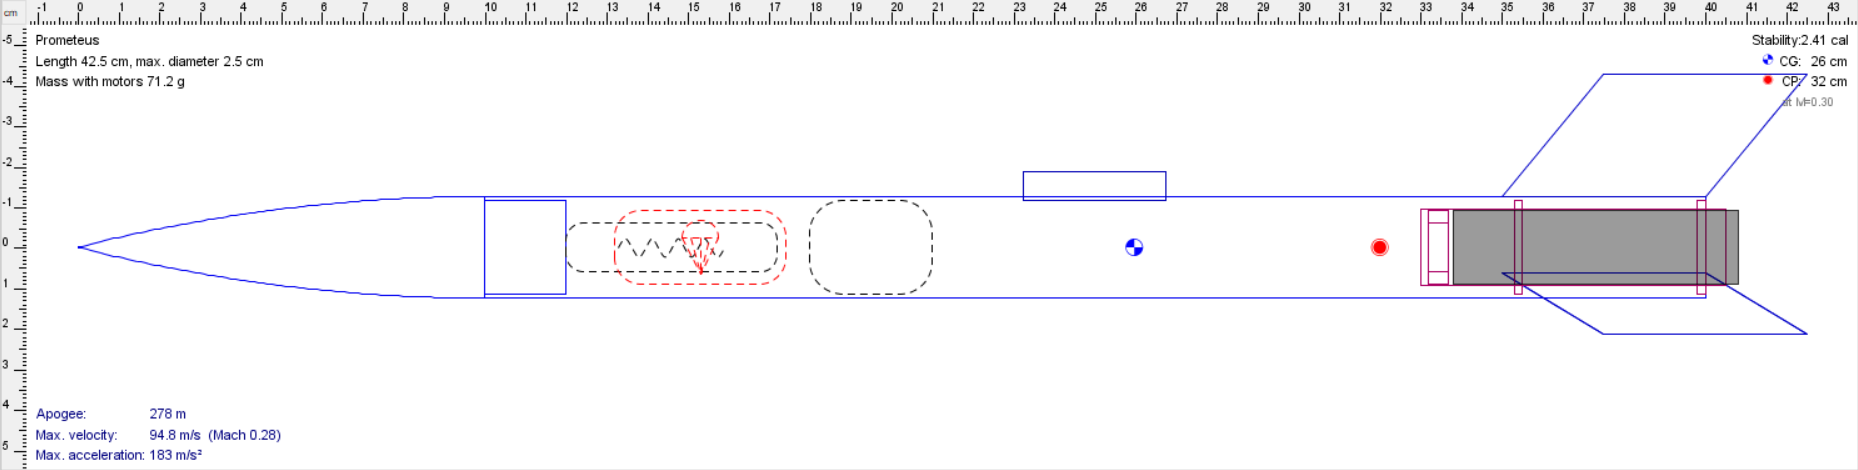 cm -1 0 1 2 3 4 5 6 7 8 9 10 11 12 13 14 15 16 17 18 19 20 21 22 23 24 25 26 27 28 29 30 31 32 33 34 35 36 37 38 39 40 41 42 43
-5
-4
-3
-2
-1
0
1
2
3
4
5
Prometeus
Length 42.5 cm, max. diameter 2.5 cm
Mass with motors 71.2 g
Stability:2.41 cal
CG: 26 cm
CP: 32 cm
at M=0.30
Apogee: 278 m
Max. velocity: 94.8 m/s (Mach 0.28)
Max. acceleration: 183 m/s²